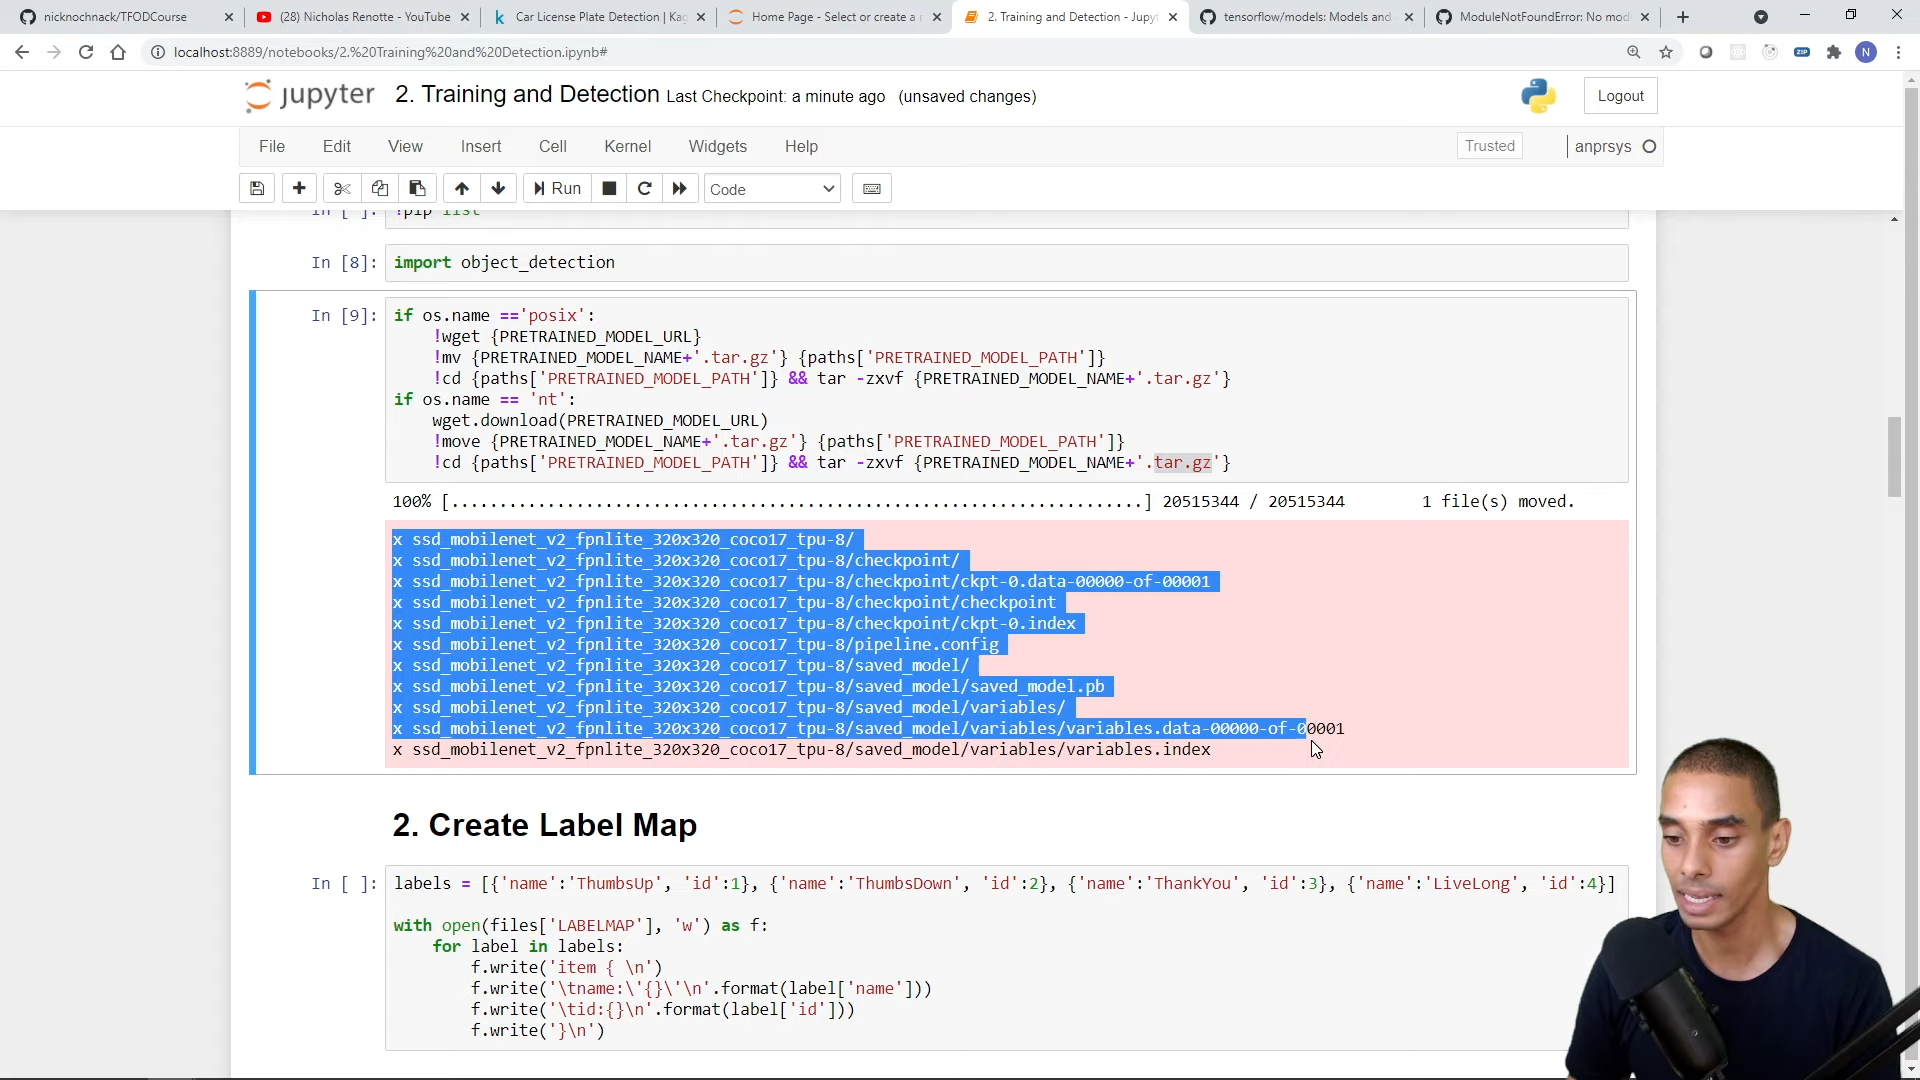 nicknochnack/TFODCourse
(28) Nicholas Renotte - YouTube
Car License Plate Detection | Kag
Home Page - Select or create a
2. Training and Detection - Jupyt
tensorflow/models: Models and
ModuleNotFoundError: No mod
localhost:8889/notebooks/2.%20Training%20and%20Detection.ipynb#
ZIP
N
jupyter 2. Training and Detection Last Checkpoint: a minute ago (unsaved changes)
Logout
File Edit View Insert Cell Kernel Widgets Help
Trusted
anprsys
Run
Code
In [ ]: !pip list
In [8]: import object_detection
In [9]: if os.name =='posix':
!wget {PRETRAINED_MODEL_URL}
!mv {PRETRAINED_MODEL_NAME+'.tar.gz'} {paths['PRETRAINED_MODEL_PATH']}
!cd {paths['PRETRAINED_MODEL_PATH']} && tar -zxvf {PRETRAINED_MODEL_NAME+'.tar.gz'}
if os.name == 'nt':
wget.download(PRETRAINED_MODEL_URL)
!move {PRETRAINED_MODEL_NAME+'.tar.gz'} {paths['PRETRAINED_MODEL_PATH']}
!cd {paths['PRETRAINED_MODEL_PATH']} && tar -zxvf {PRETRAINED_MODEL_NAME+'.tar.gz'}
100% [........................................................................] 20515344 / 20515344 1 file(s) moved.
x ssd_mobilenet_v2_fpnlite_320x320_coco17_tpu-8/
x ssd_mobilenet_v2_fpnlite_320x320_coco17_tpu-8/checkpoint/
x ssd_mobilenet_v2_fpnlite_320x320_coco17_tpu-8/checkpoint/ckpt-0.data-00000-of-00001
x ssd_mobilenet_v2_fpnlite_320x320_coco17_tpu-8/checkpoint/checkpoint
x ssd_mobilenet_v2_fpnlite_320x320_coco17_tpu-8/checkpoint/ckpt-0.index
x ssd_mobilenet_v2_fpnlite_320x320_coco17_tpu-8/pipeline.config
x ssd_mobilenet_v2_fpnlite_320x320_coco17_tpu-8/saved_model/
x ssd_mobilenet_v2_fpnlite_320x320_coco17_tpu-8/saved_model/saved_model.pb
x ssd_mobilenet_v2_fpnlite_320x320_coco17_tpu-8/saved_model/variables/
x ssd_mobilenet_v2_fpnlite_320x320_coco17_tpu-8/saved_model/variables/variables.data-00000-of-00001
x ssd_mobilenet_v2_fpnlite_320x320_coco17_tpu-8/saved_model/variables/variables.index
2. Create Label Map
In [ ]: labels = [{'name':'ThumbsUp', 'id':1}, {'name':'ThumbsDown', 'id':2}, {'name':'ThankYou', 'id':3}, {'name':'LiveLong', 'id':4}]
with open(files['LABELMAP'], 'w') as f:
for label in labels:
f.write('item { \n')
f.write('\tname:\'{}\'\n'.format(label['name']))
f.write('\tid:{}\n'.format(label['id']))
f.write('}\n')